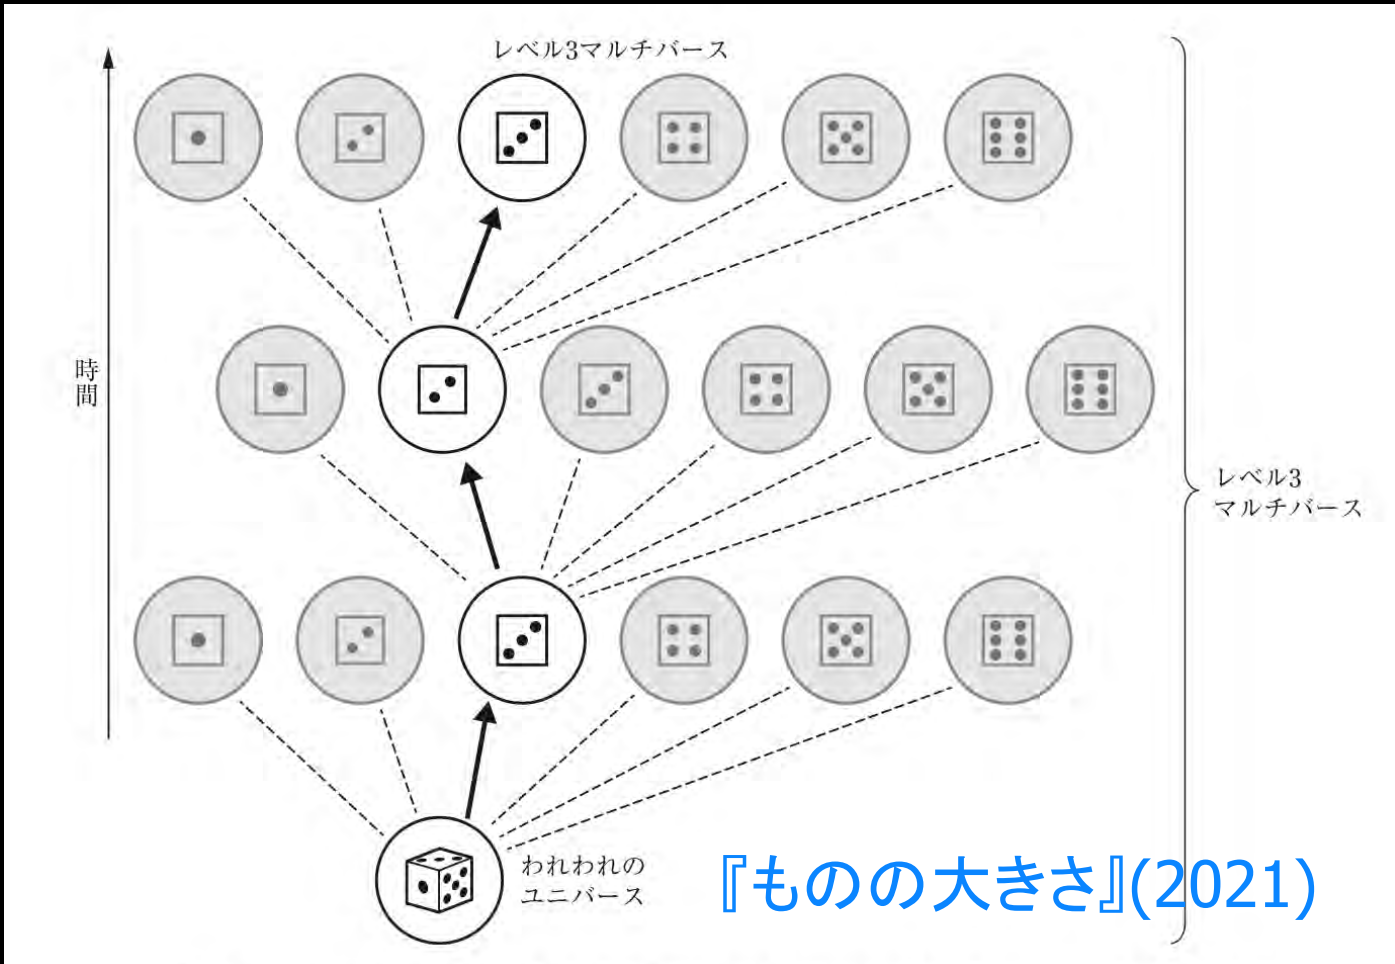 レベル3マルチバース
時間
レベル3
マルチバース
われわれの
ユニバース
『ものの大きさ』(2021)